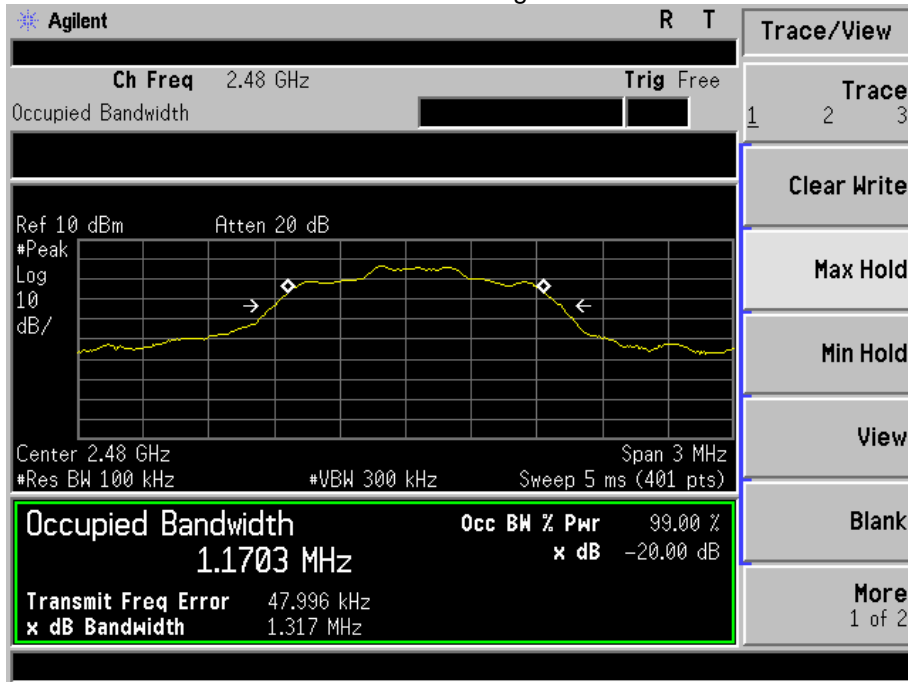 Agilent R T
Trace/View
Ch Freq 2.48 GHz Trig Free
Occupied Bandwidth
Trace
1 2 3
Clear Write
Ref 10 dBm Atten 20 dB
#Peak
Log
10
dB/
Max Hold
Min Hold
View
Center 2.48 GHz Span 3 MHz
#Res BW 100 kHz #VBW 300 kHz Sweep 5 ms (401 pts)
Occupied Bandwidth Occ BW % Pwr 99.00 %
1.1703 MHz x dB -20.00 dB
Blank
Transmit Freq Error 47.996 kHz
x dB Bandwidth 1.317 MHz
More
1 of 2